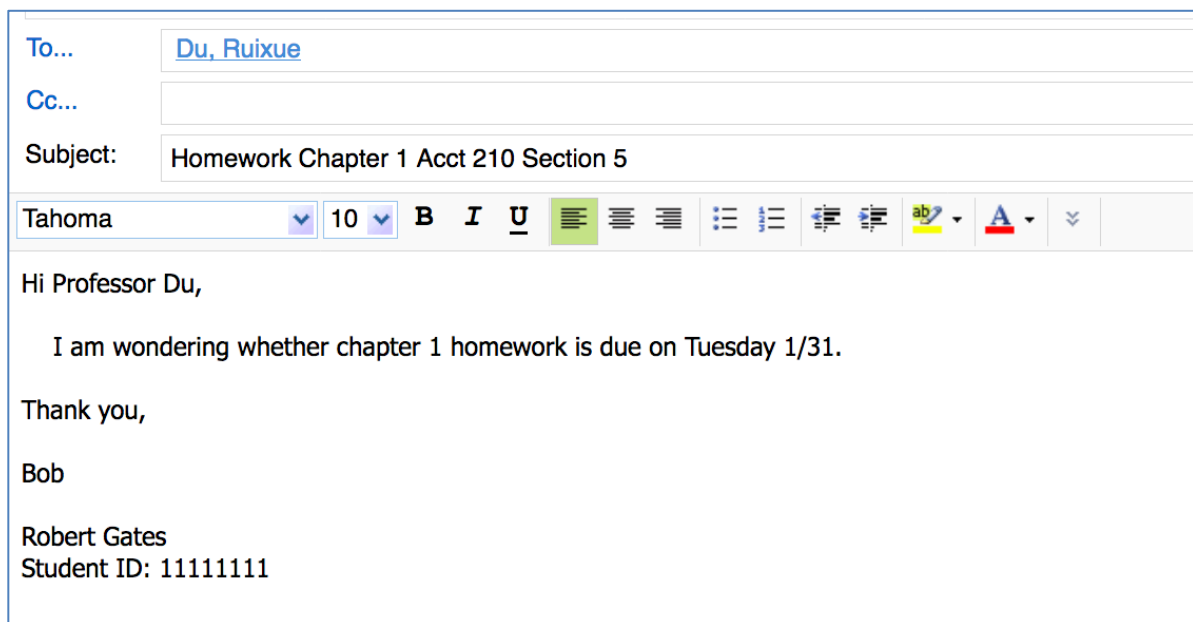 To...
Du, Ruixue
Cc...
Subject:
Homework Chapter 1 Acct 210 Section 5
Tahoma
10
B I U
Hi Professor Du,
I am wondering whether chapter 1 homework is due on Tuesday 1/31.
Thank you,
Bob
Robert Gates
Student ID: 11111111